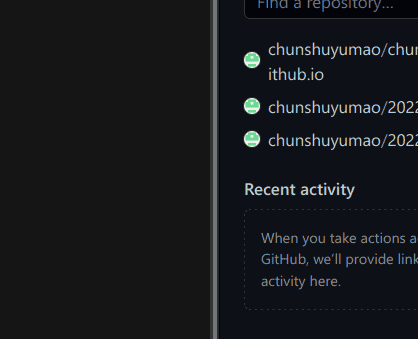 Find a repository...
chunshuyumao/chun
ithub.io
chunshuyumao/2022
chunshuyumao/2022
Recent activity
When you take actions a
GitHub, we'll provide link
activity here.